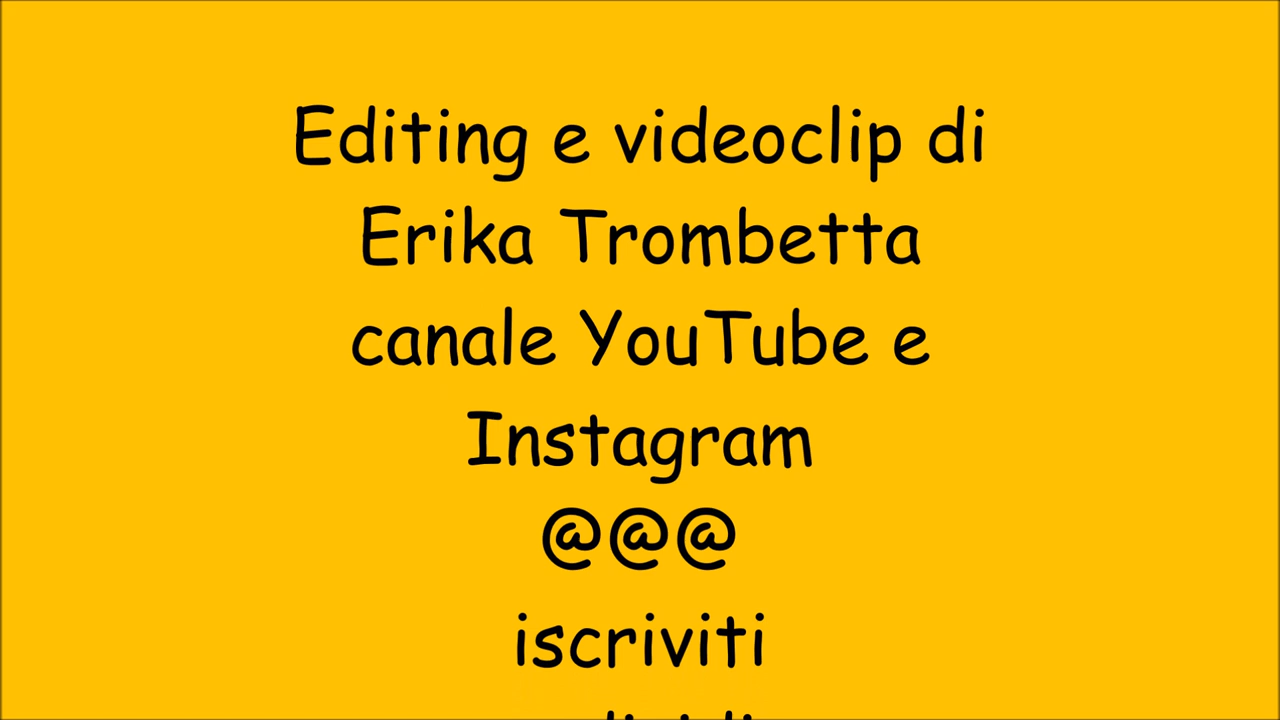 Editing e videoclip di
Erika Trombetta
canale YouTube e
Instagram
@@@
iscriviti